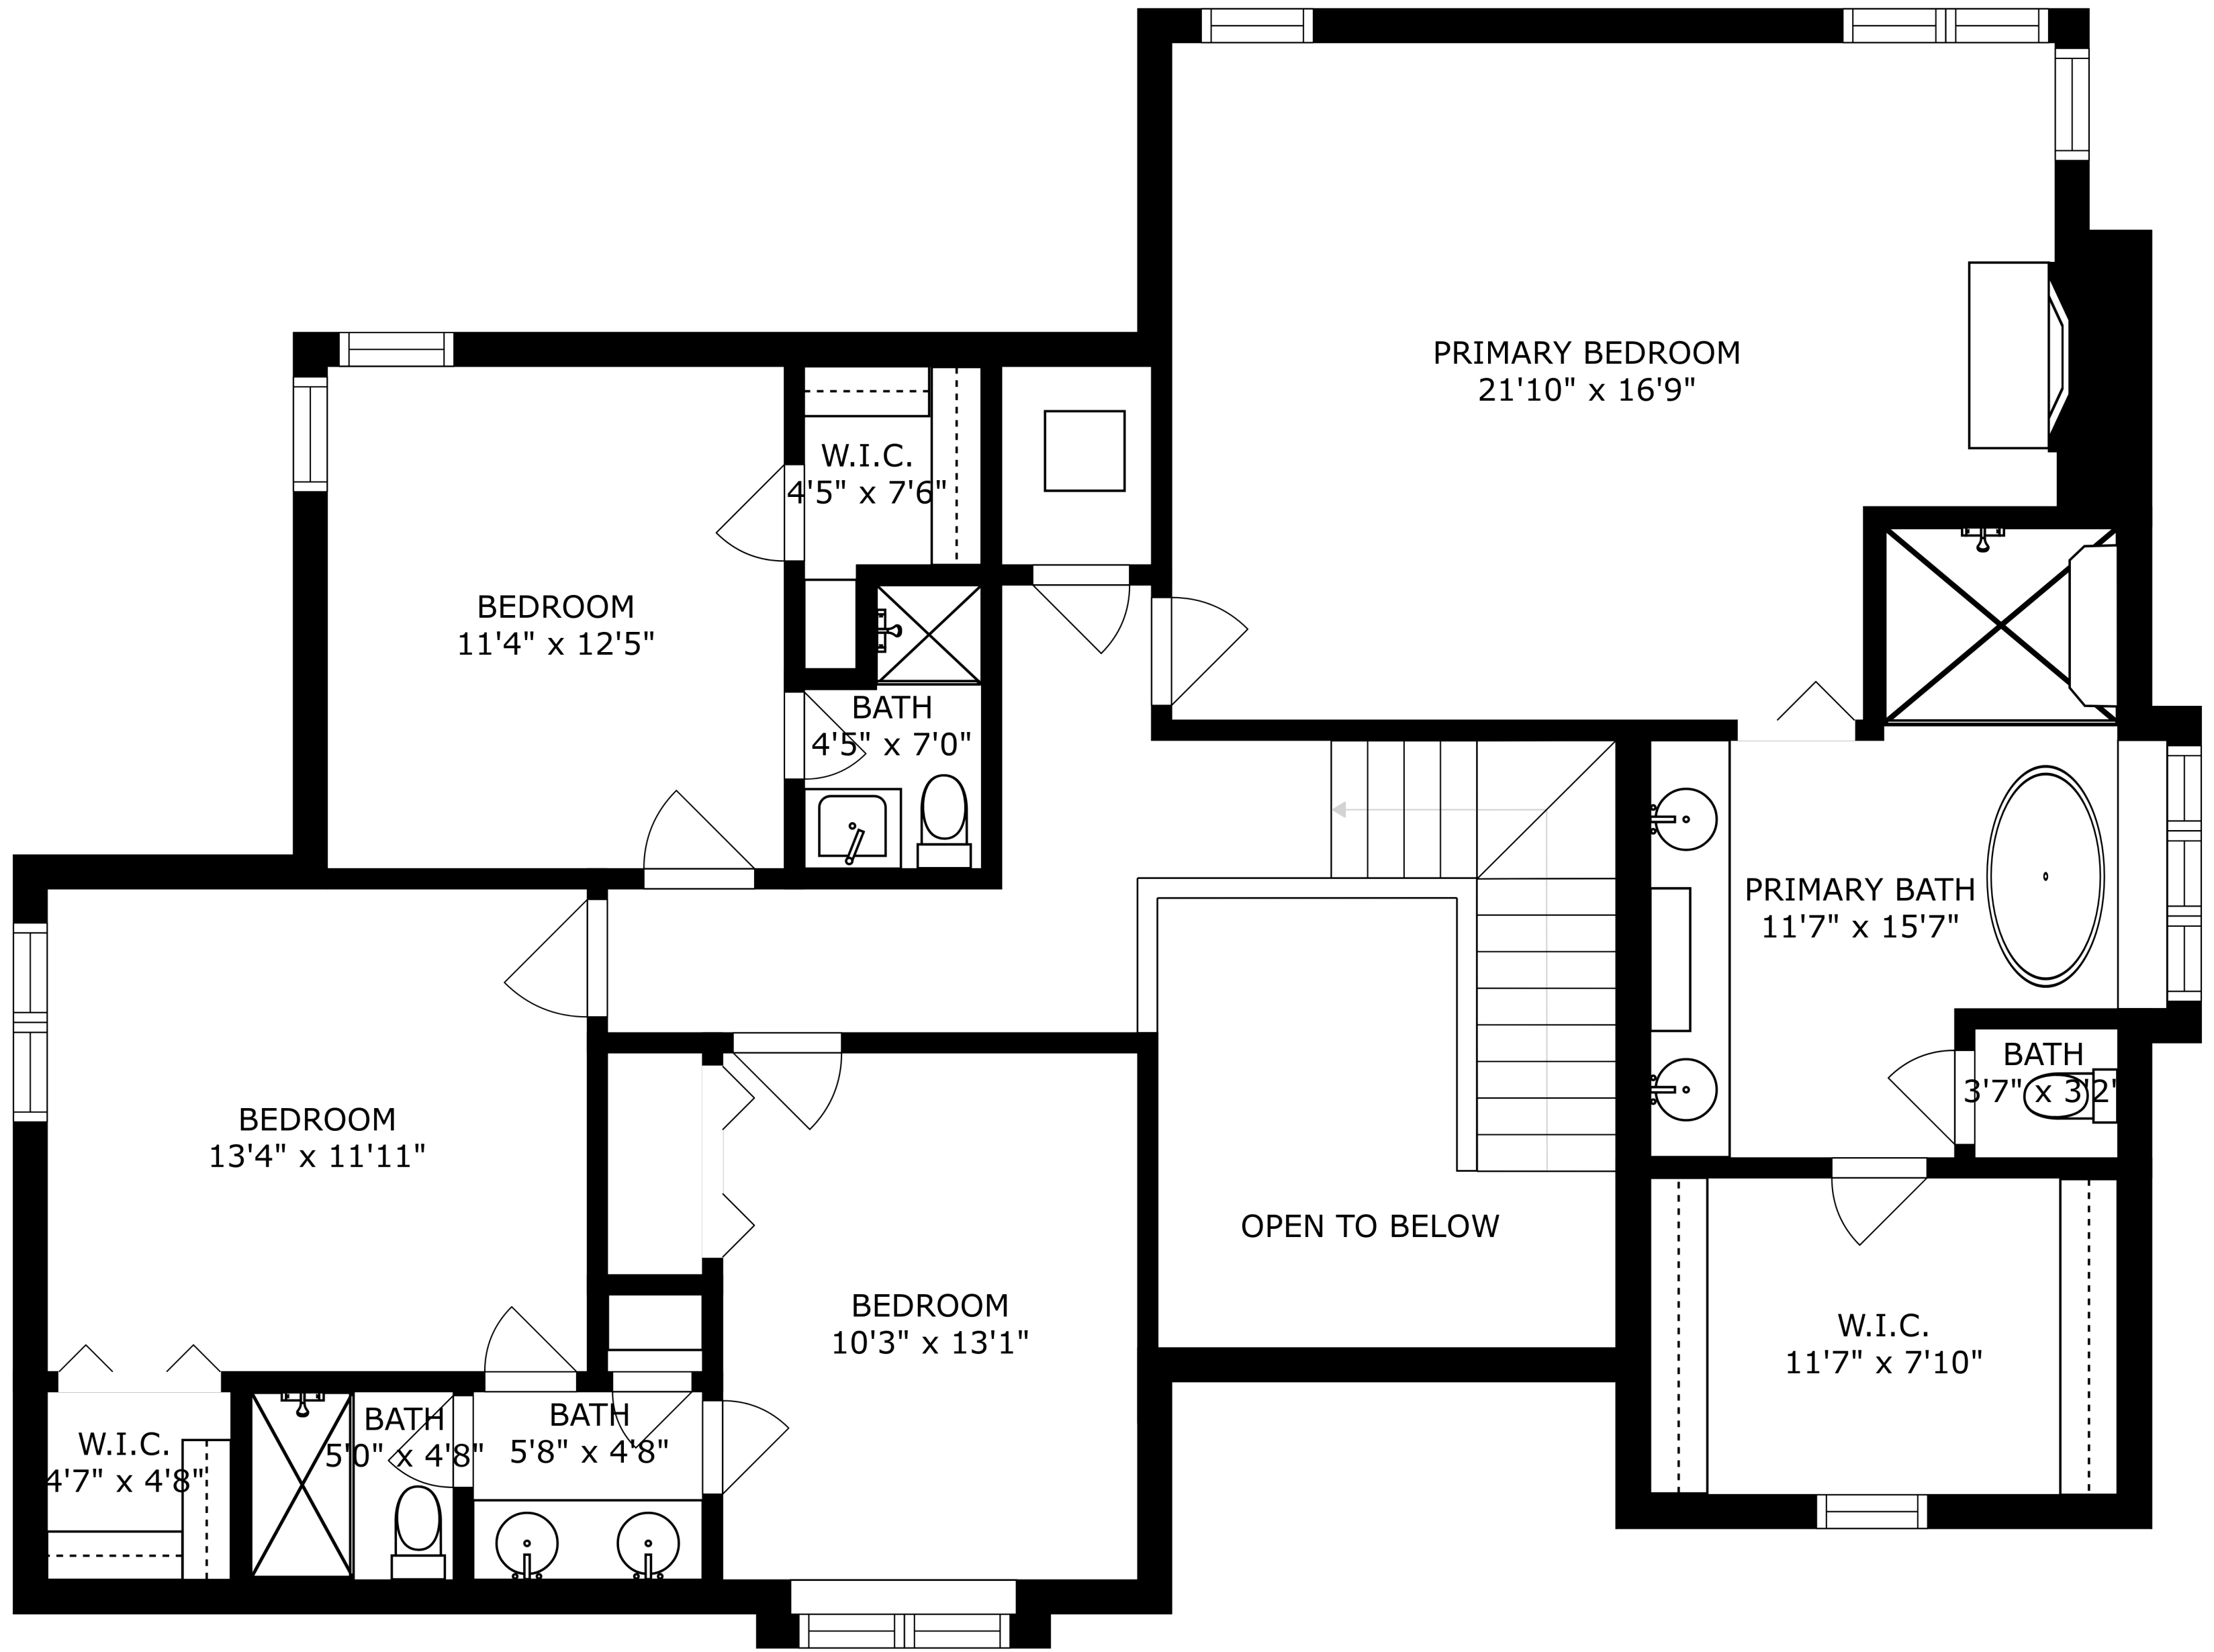 PRIMARY BEDROOM
21'10" x 16'9"
W.I.C.
4'5" x 7'6"
BEDROOM
11'4" x 12'5"
BATH
4'5" x 7'0"
PRIMARY BATH
11'7" x 15'7"
BATH
3'7" x 3'2"
BEDROOM
13'4" x 11'11"
OPEN TO BELOW
BEDROOM
10'3" x 13'1"
W.I.C.
11'7" x 7'10"
W.I.C.
4'7" x 4'8"
BATH
5'0" x 4'8"
BATH
5'8" x 4'8"